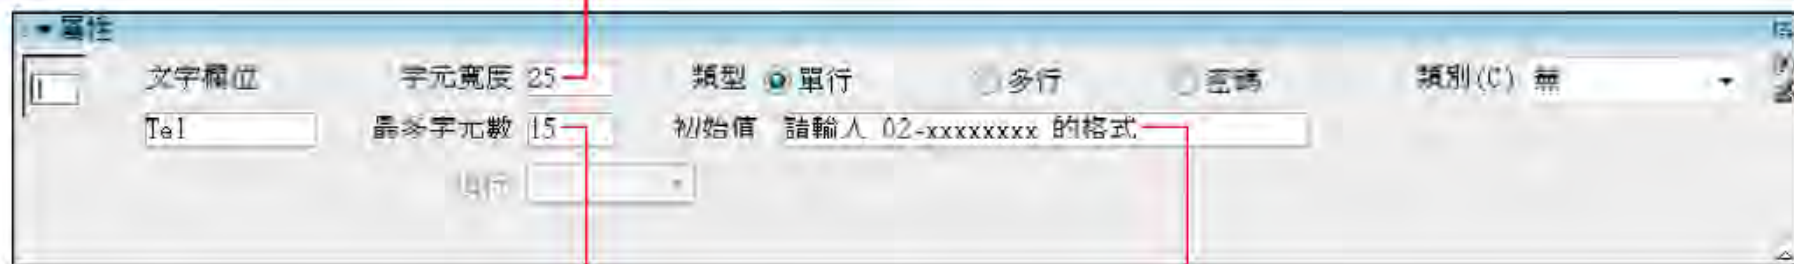 屬性
文字欄位 字元寬度 25 類型 單行 多行 密碼 類別(C) 無
Tel 最多字元數 15 初始值 請輸入 02-xxxxxxxx 的格式